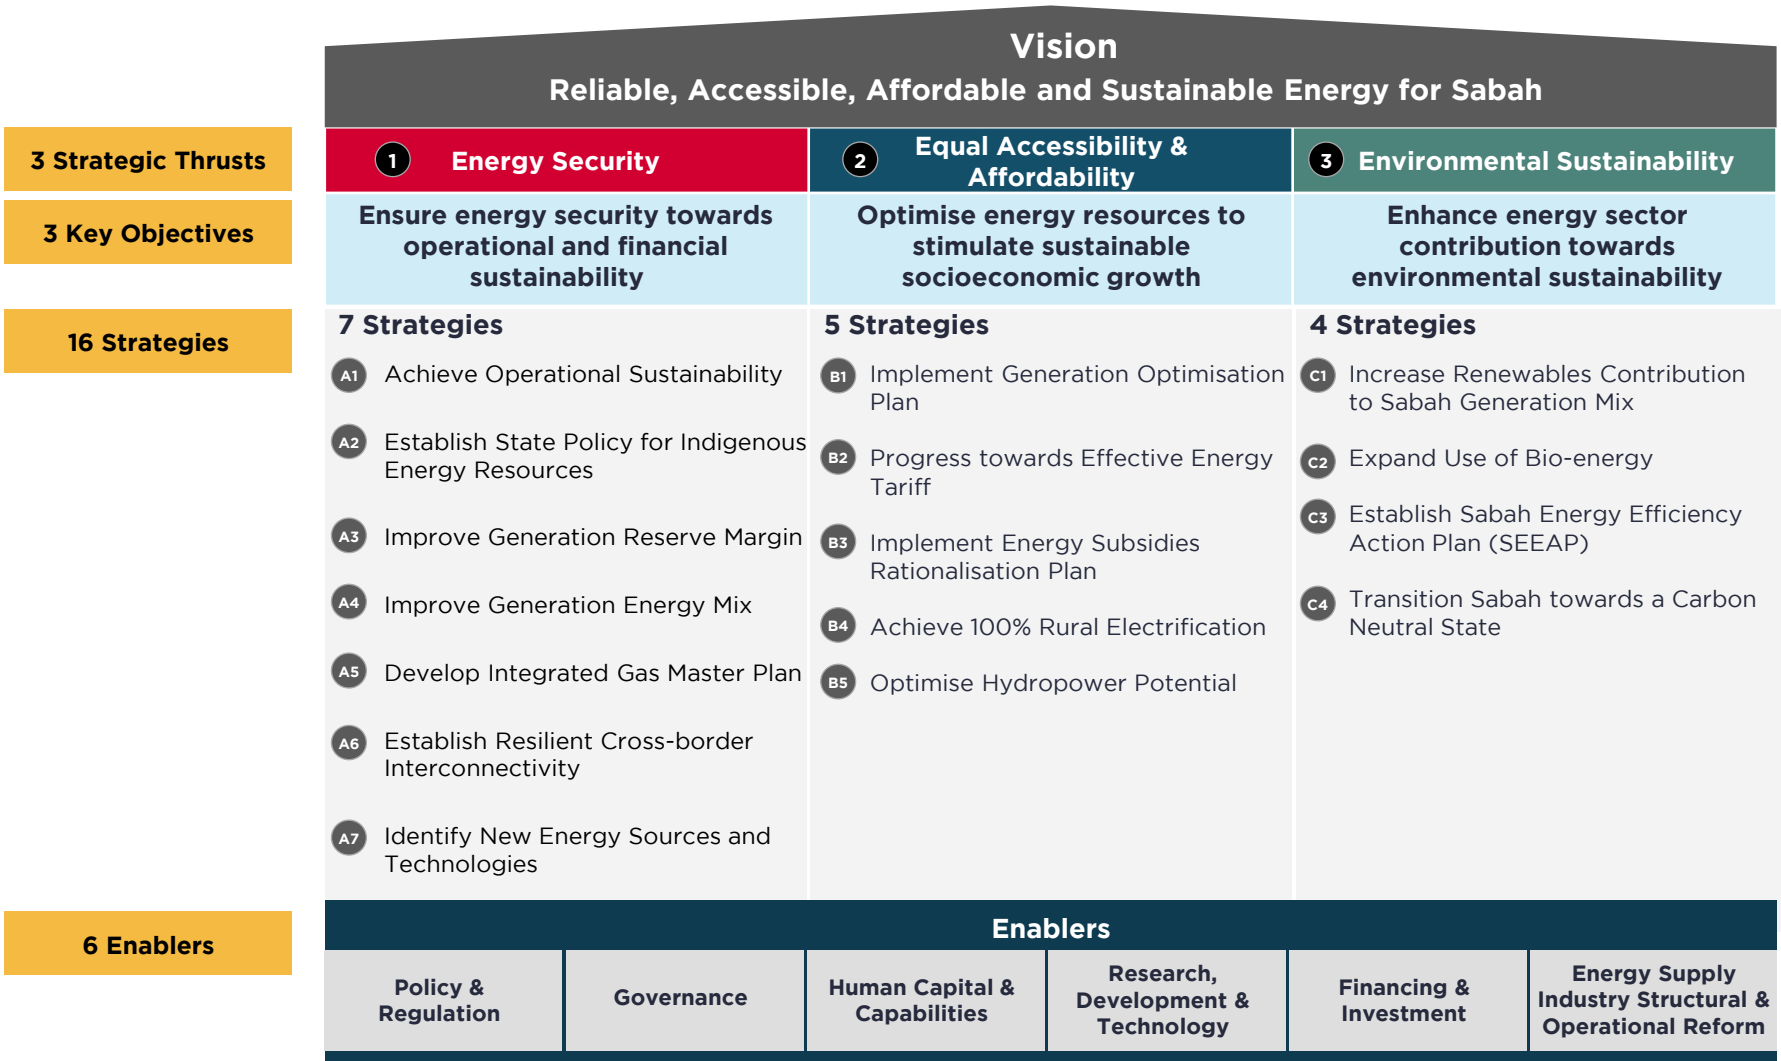 Vision
Reliable, Accessible, Affordable and Sustainable Energy for Sabah
3 Strategic Thrusts
1 Energy Security
2 Equal Accessibility &
Affordability
3 Environmental Sustainability
3 Key Objectives
Ensure energy security towards
operational and financial
sustainability
Optimise energy resources to
stimulate sustainable
socioeconomic growth
Enhance energy sector
contribution towards
environmental sustainability
16 Strategies
7 Strategies
A1 Achieve Operational Sustainability
A2 Establish State Policy for Indigenous
Energy Resources
A3 Improve Generation Reserve Margin
A4 Improve Generation Energy Mix
A5 Develop Integrated Gas Master Plan
A6 Establish Resilient Cross-border
Interconnectivity
A7 Identify New Energy Sources and
Technologies
5 Strategies
B1 Implement Generation Optimisation
Plan
B2 Progress towards Effective Energy
Tariff
B3 Implement Energy Subsidies
Rationalisation Plan
B4 Achieve 100% Rural Electrification
B5 Optimise Hydropower Potential
4 Strategies
C1 Increase Renewables Contribution
to Sabah Generation Mix
C2 Expand Use of Bio-energy
C3 Establish Sabah Energy Efficiency
Action Plan (SEEAP)
C4 Transition Sabah towards a Carbon
Neutral State
6 Enablers
Enablers
Policy &
Regulation
Governance
Human Capital &
Capabilities
Research,
Development &
Technology
Financing &
Investment
Energy Supply
Industry Structural &
Operational Reform